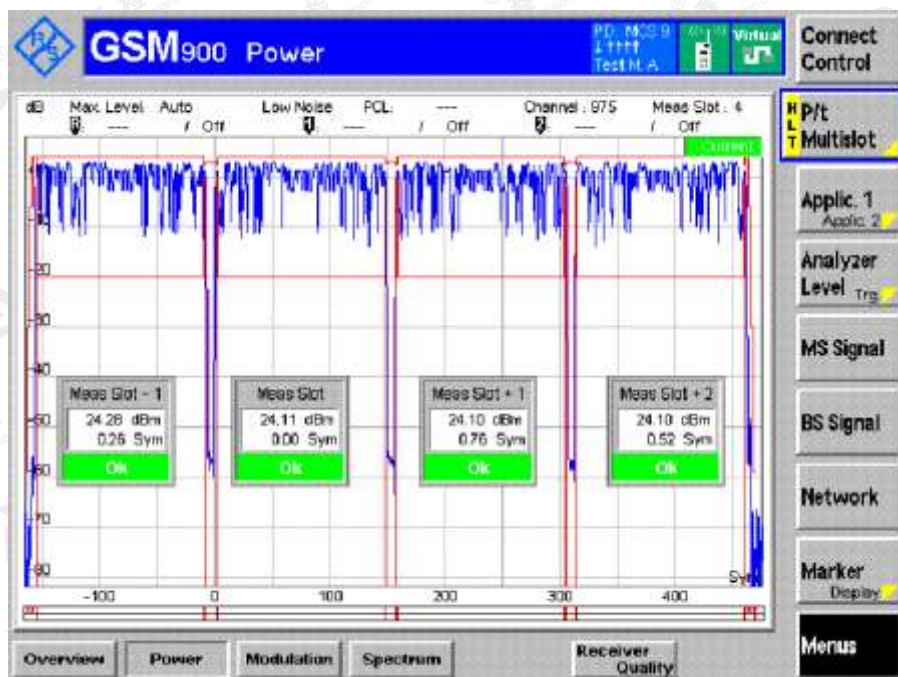 R&S
GSM900 Power
PD: MCS 9
Test M. A.
Virtual
Connect Control
dB Max. Level: Auto Low Noise PCL: --- Channel: 975 Meas Slot: 4
R: --- / Off 1: --- / Off 2: --- / Off
Current
H L T
P/t Multislot
Applic. 1
Applic. 2
Analyzer Level
Trg
MS Signal
BS Signal
Network
Marker
Display
Menus
-20
-30
-40
-50
-60
-70
-80
Meas Slot - 1
24.28 dBm
0.26 Sym
Ok
Meas Slot
24.11 dBm
0.00 Sym
Ok
Meas Slot + 1
24.10 dBm
0.76 Sym
Ok
Meas Slot + 2
24.10 dBm
0.52 Sym
Ok
Sym
-100 0 100 200 300 400
Overview Power Modulation Spectrum Receiver Quality